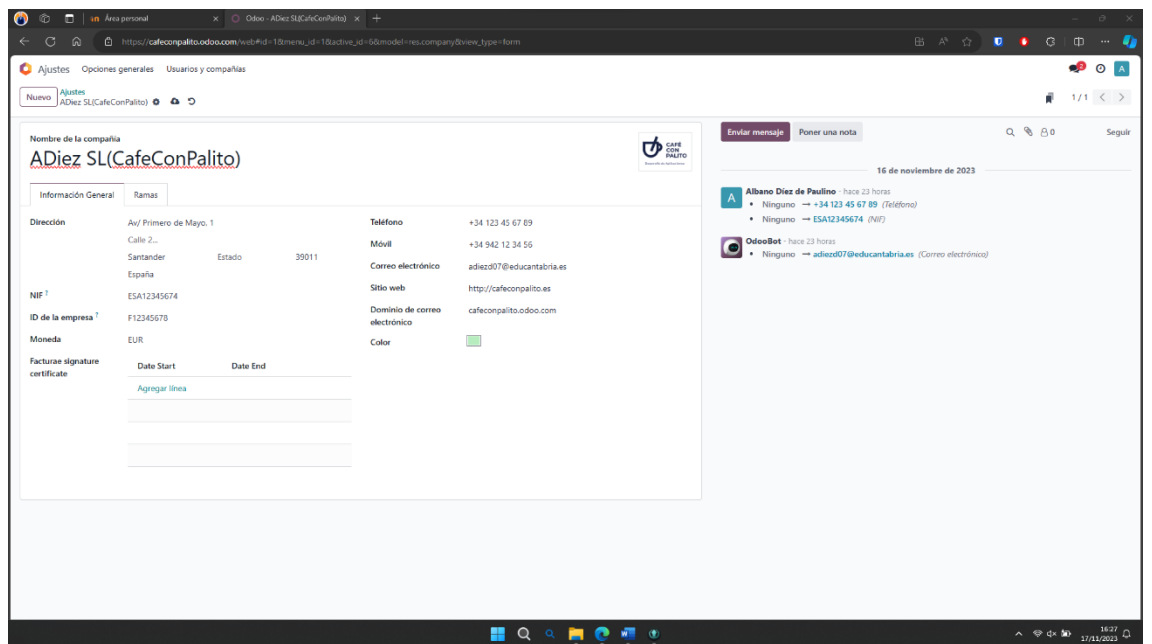 Área personal
Odoo - ADiez SL(CafeConPalito)
https://cafeconpalito.odoo.com/web#id=1&menu_id=1&active_id=6&model=res.company&view_type=form
Ajustes Opciones generales Usuarios y compañías 2 A
Nuevo Ajustes
ADiez SL(CafeConPalito) 1/1
Nombre de la compañía
ADiez SL(CafeConPalito)
CAFÉ
CON
PALITO
Información General Ramas
Dirección Av/ Primero de Mayo, 1
Calle 2...
Santander Estado 39011
España
NIF ? ESA12345674
ID de la empresa ? F12345678
Moneda EUR
Facturae signature
certificate
Date Start Date End
Agregar línea
Teléfono +34 123 45 67 89
Móvil +34 942 12 34 56
Correo electrónico adiezd07@educantabria.es
Sitio web http://cafeconpalito.es
Dominio de correo
electrónico
cafeconpalito.odoo.com
Color
Enviar mensaje Poner una nota 0 Seguir
16 de noviembre de 2023
A Albano Díez de Paulino - hace 23 horas
• Ninguno → +34 123 45 67 89 (Teléfono)
• Ninguno → ESA12345674 (NIF)
OdooBot - hace 23 horas
• Ninguno → adiezd07@educantabria.es (Correo electrónico)
16:27
17/11/2023